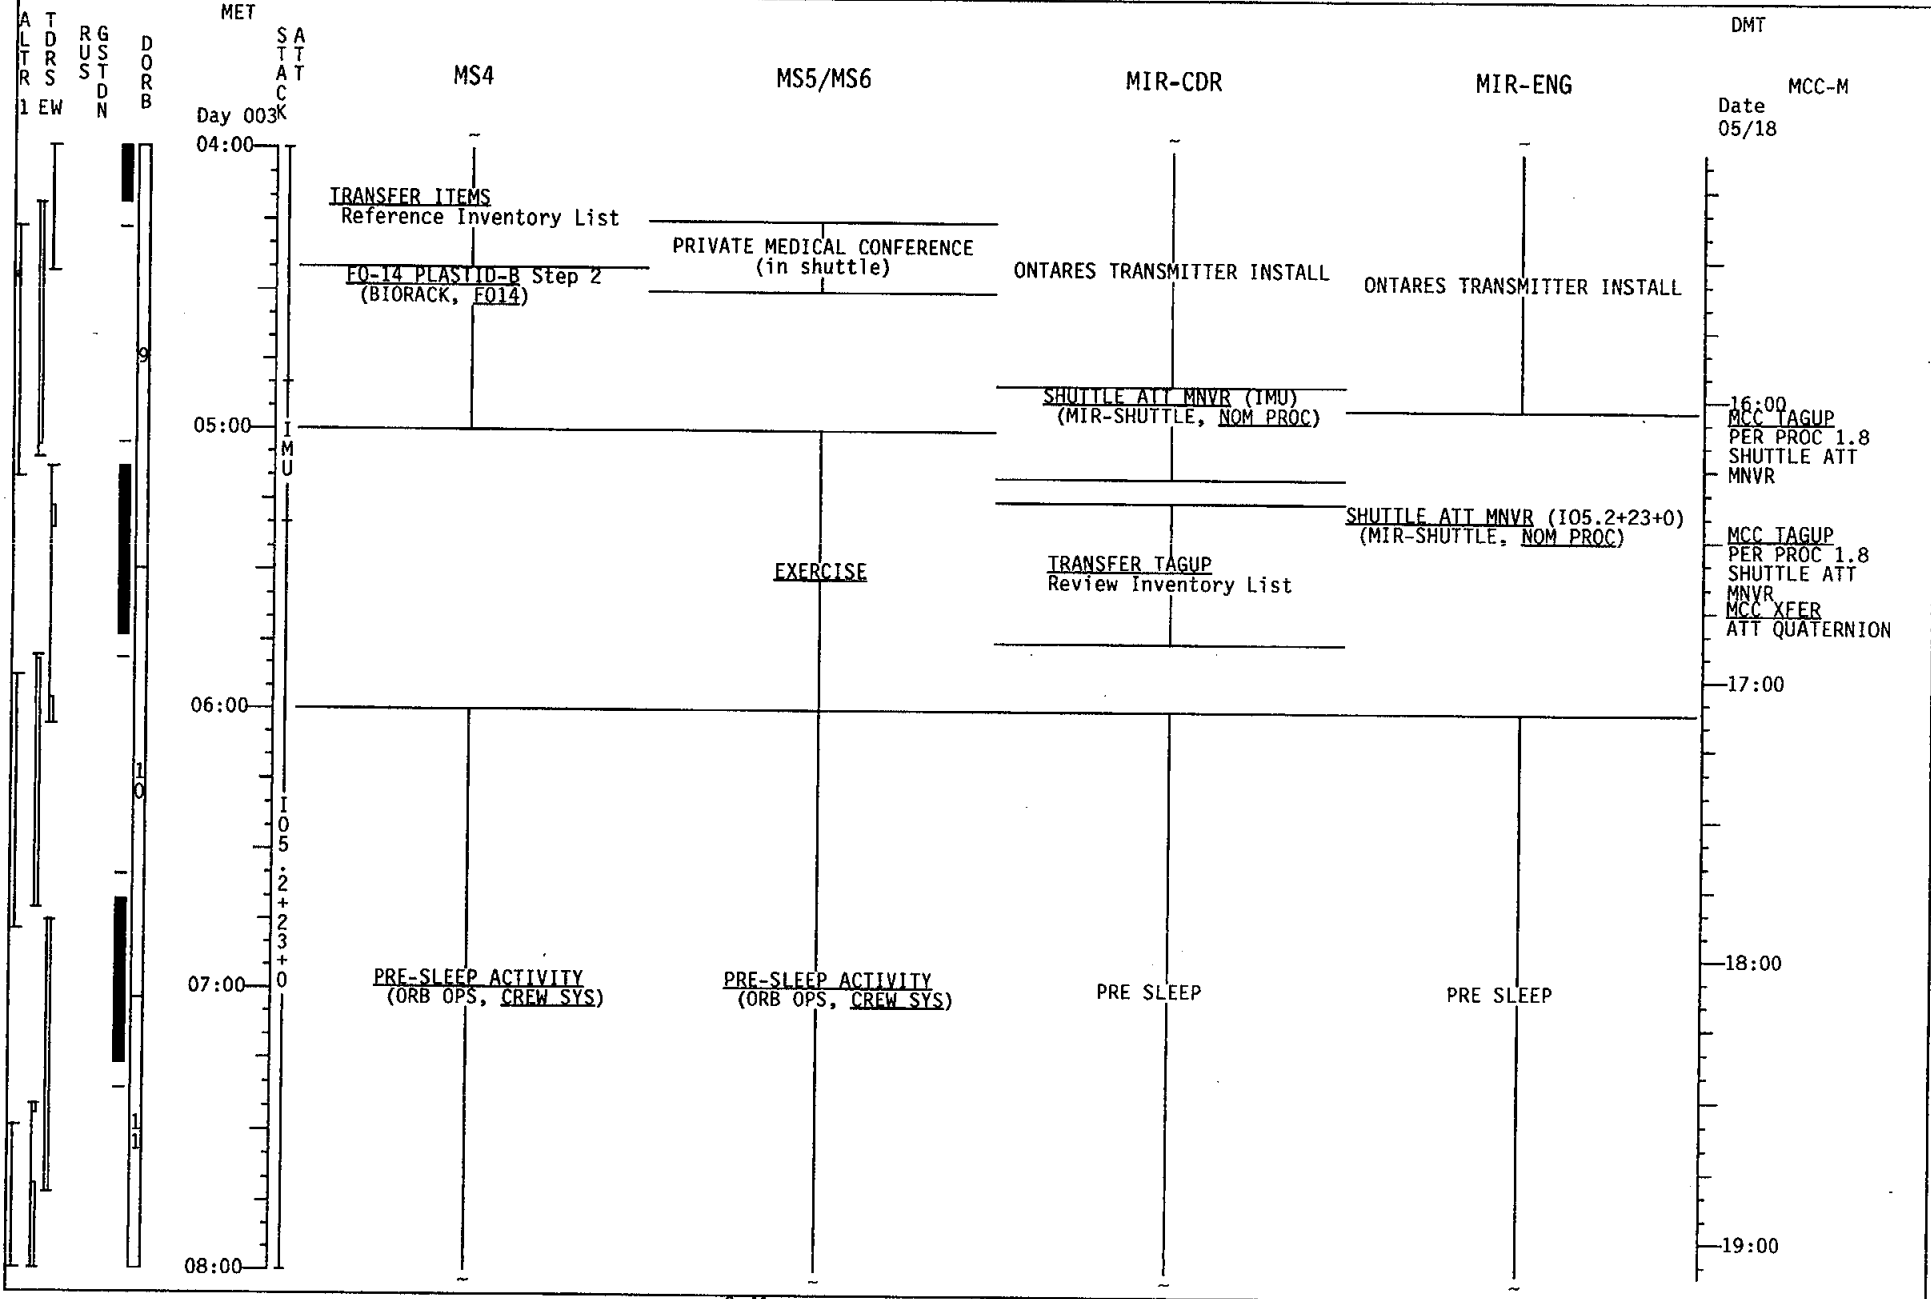 MET
DMT
ALTR 1
TDRS EW
RUS
GSTDN
DORB
STACK
ATT
MS4
MS5/MS6
MIR-CDR
MIR-ENG
MCC-M
Day 003
Date
05/18
04:00
TRANSFER ITEMS
Reference Inventory List
PRIVATE MEDICAL CONFERENCE
(in shuttle)
FO-14 PLASTID-B Step 2
(BIORACK, FO14)
ONTARES TRANSMITTER INSTALL
ONTARES TRANSMITTER INSTALL
9
SHUTTLE ATT MNVR (IMU)
(MIR-SHUTTLE, NOM PROC)
16:00
MCC TAGUP
PER PROC 1.8
SHUTTLE ATT
MNVR
05:00
IMU
SHUTTLE ATT MNVR (IO5.2+23+0)
(MIR-SHUTTLE, NOM PROC)
MCC TAGUP
PER PROC 1.8
SHUTTLE ATT
MNVR
MCC XFER
ATT QUATERNION
EXERCISE
TRANSFER TAGUP
Review Inventory List
17:00
06:00
10
IO5.2+23+0
18:00
07:00
PRE-SLEEP ACTIVITY
(ORB OPS, CREW SYS)
PRE-SLEEP ACTIVITY
(ORB OPS, CREW SYS)
PRE SLEEP
PRE SLEEP
11
19:00
08:00